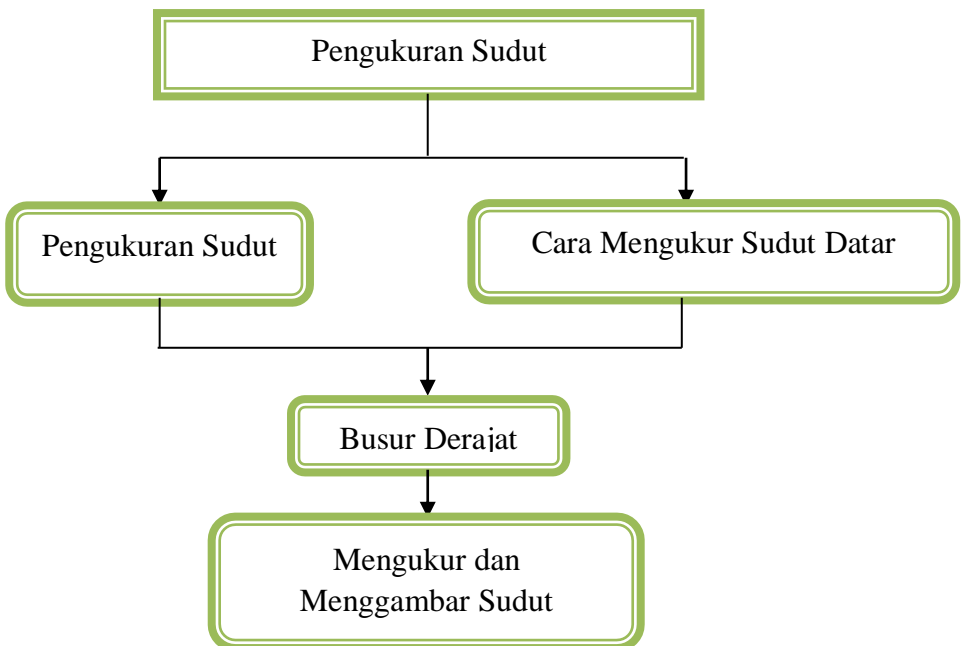 Pengukuran Sudut
Pengukuran Sudut
Cara Mengukur Sudut Datar
Busur Derajat
Mengukur dan
Menggambar Sudut